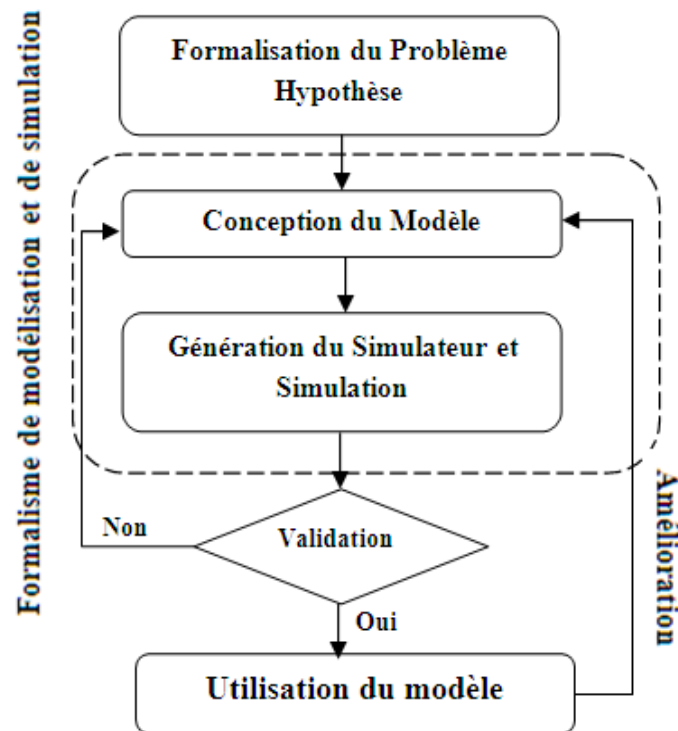 Formalisme de modélisation et de simulation
Formalisation du Problème
Hypothèse
Conception du Modèle
Génération du Simulateur et
Simulation
Validation
Non
Oui
Utilisation du modèle
Amélioration